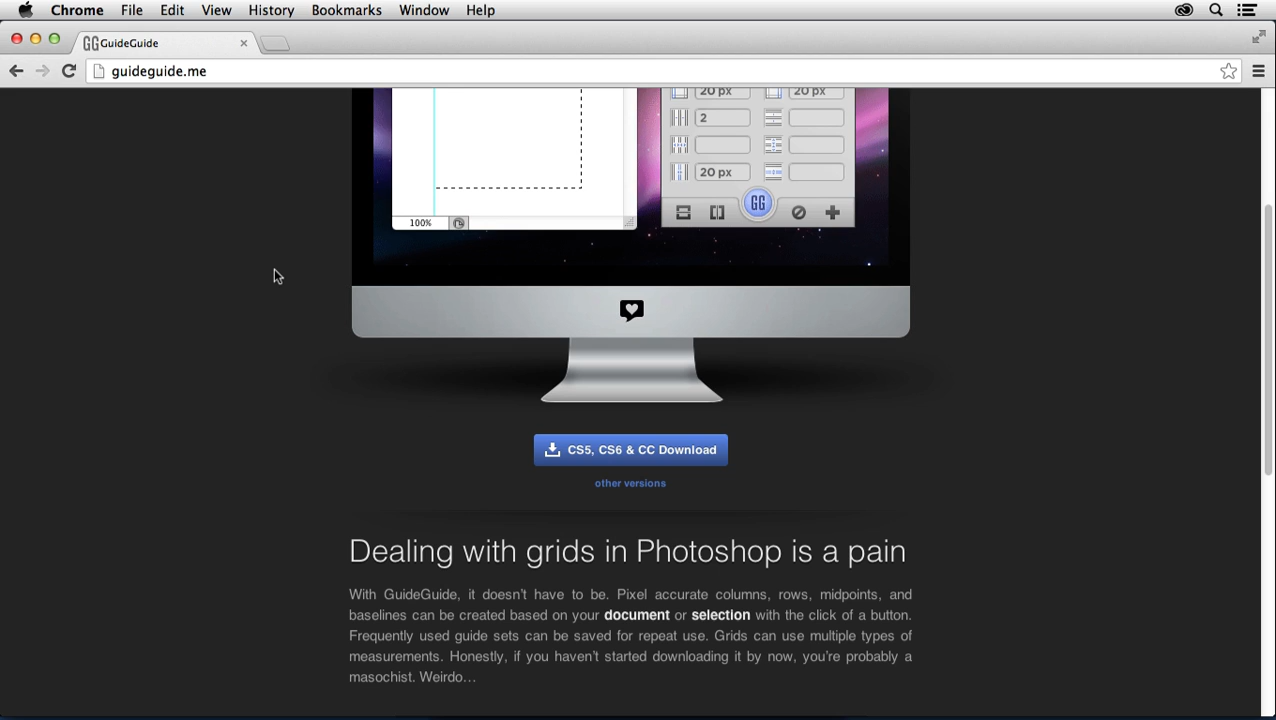 Chrome File Edit View History Bookmarks Window Help
GG GuideGuide
guideguide.me
20 px 20 px
2
20 px
100%
GG
CS5, CS6 & CC Download
other versions
Dealing with grids in Photoshop is a pain
With GuideGuide, it doesn't have to be. Pixel accurate columns, rows, midpoints, and
baselines can be created based on your document or selection with the click of a button.
Frequently used guide sets can be saved for repeat use. Grids can use multiple types of
measurements. Honestly, if you haven't started downloading it by now, you're probably a
masochist. Weirdo…